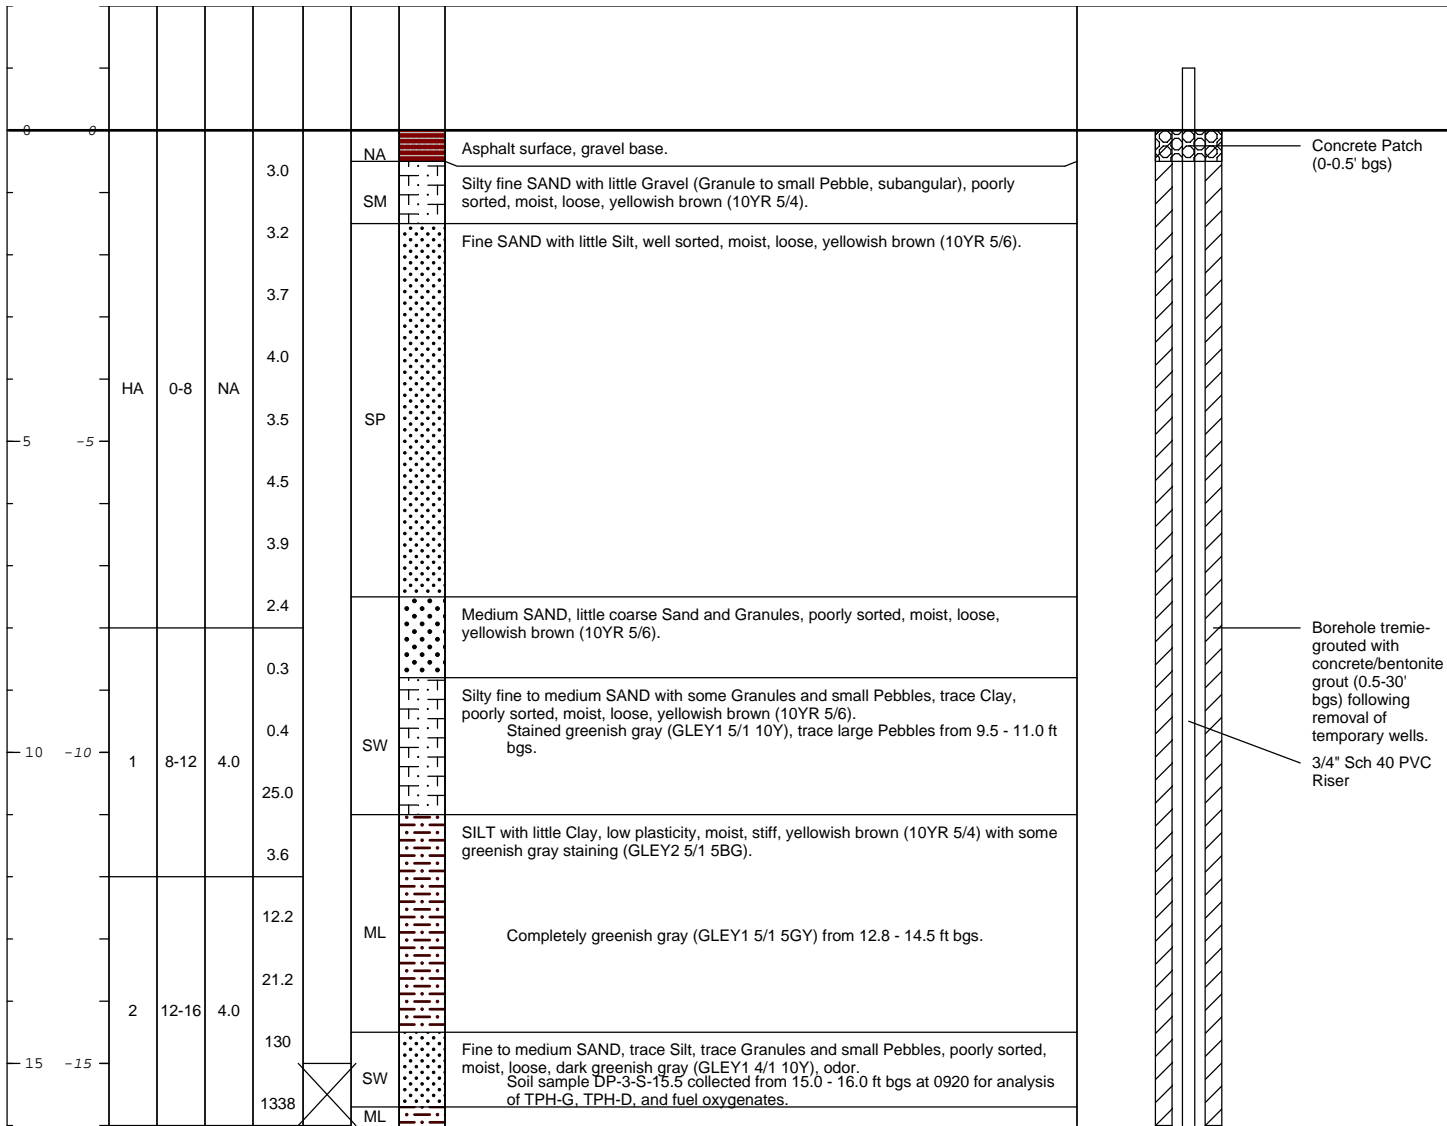 0 0
NA
Asphalt surface, gravel base.
Concrete Patch
(0-0.5' bgs)
3.0
SM
Silty fine SAND with little Gravel (Granule to small Pebble, subangular), poorly
sorted, moist, loose, yellowish brown (10YR 5/4).
3.2
Fine SAND with little Silt, well sorted, moist, loose, yellowish brown (10YR 5/6).
3.7
4.0
HA 0-8 NA
3.5
SP
5 -5
4.5
3.9
2.4
Medium SAND, little coarse Sand and Granules, poorly sorted, moist, loose,
yellowish brown (10YR 5/6).
Borehole tremie-
grouted with
concrete/bentonite
grout (0.5-30'
bgs) following
removal of
temporary wells.
0.3
Silty fine to medium SAND with some Granules and small Pebbles, trace Clay,
poorly sorted, moist, loose, yellowish brown (10YR 5/6).
0.4
Stained greenish gray (GLEY1 5/1 10Y), trace large Pebbles from 9.5 - 11.0 ft
bgs.
SW
10 -10
1 8-12 4.0
3/4" Sch 40 PVC
Riser
25.0
SILT with little Clay, low plasticity, moist, stiff, yellowish brown (10YR 5/4) with some
greenish gray staining (GLEY2 5/1 5BG).
3.6
12.2
ML
Completely greenish gray (GLEY1 5/1 5GY) from 12.8 - 14.5 ft bgs.
21.2
2 12-16 4.0
130
15 -15
Fine to medium SAND, trace Silt, trace Granules and small Pebbles, poorly sorted,
moist, loose, dark greenish gray (GLEY1 4/1 10Y), odor.
SW
Soil sample DP-3-S-15.5 collected from 15.0 - 16.0 ft bgs at 0920 for analysis
of TPH-G, TPH-D, and fuel oxygenates.
1338
ML